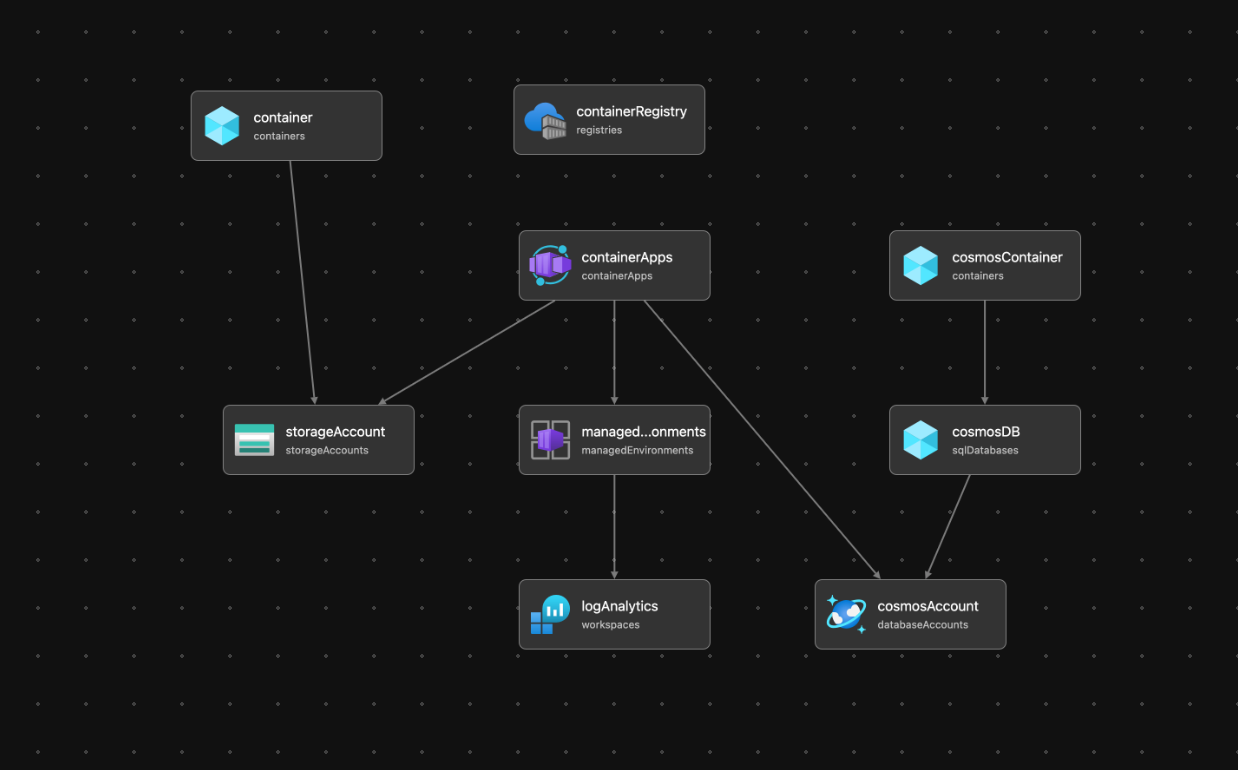 container
containers
containerRegistry
registries
containerApps
containerApps
cosmosContainer
containers
storageAccount
storageAccounts
managed...onments
managedEnvironments
cosmosDB
sqlDatabases
logAnalytics
workspaces
cosmosAccount
databaseAccounts